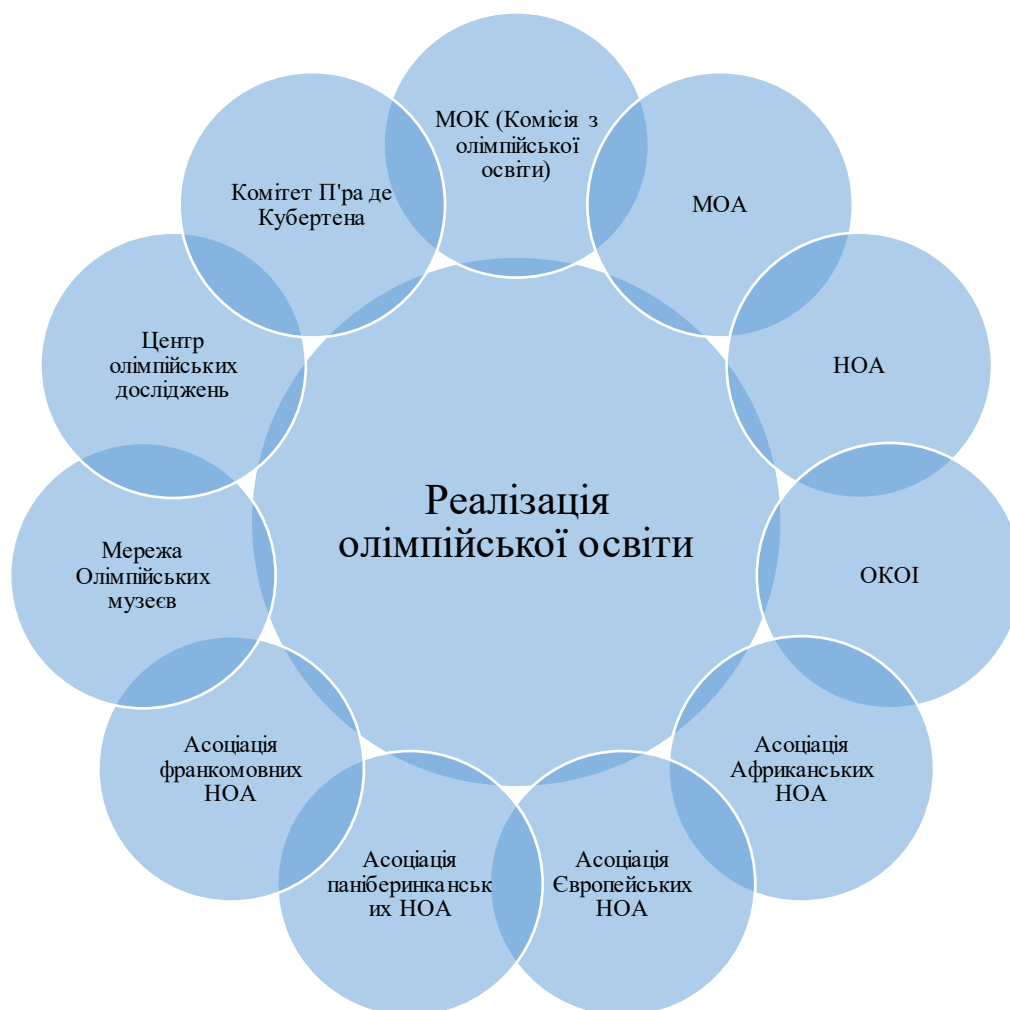 МОК (Комісія з
олімпійської
освіти)
МОА
НОА
ОКОІ
Асоціація
Африканських
НОА
Асоціація
Європейських
НОА
Асоціація
паніберинканськ
их НОА
Асоціація
франкомовних
НОА
Мережа
Олімпійських
музеєв
Центр
олімпійських
досліджень
Комітет П'ра де
Кубертена
Реалізація
олімпійської освіти